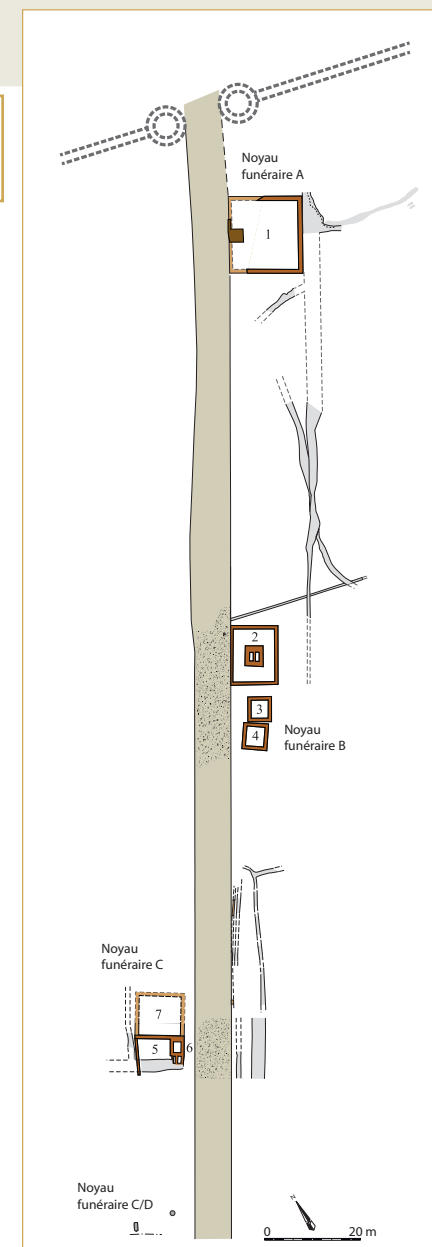 Noyau
funéraire A
1
2
3
4
Noyau
funéraire B
Noyau
funéraire C
7
5
6
Noyau
funéraire C/D
N
0 20 m